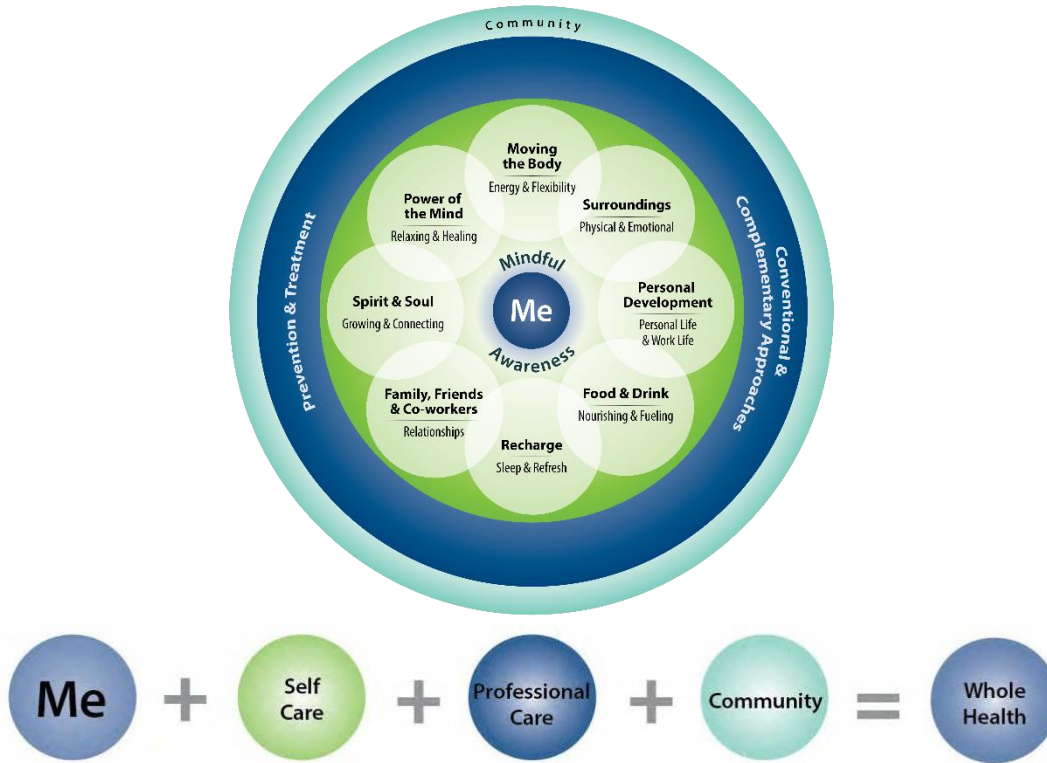 Community
Moving
the Body
Energy & Flexibility
Surroundings
Physical & Emotional
Personal
Development
Personal Life
& Work Life
Food & Drink
Nourishing & Fueling
Recharge
Sleep & Refresh
Family, Friends
& Co-workers
Relationships
Spirit & Soul
Growing & Connecting
Power of
the Mind
Relaxing & Healing
Mindful
Me
Awareness
Prevention & Treatment
Conventional &
Complementary Approaches
Me
+
Self
Care
+
Professional
Care
+
Community
=
Whole
Health